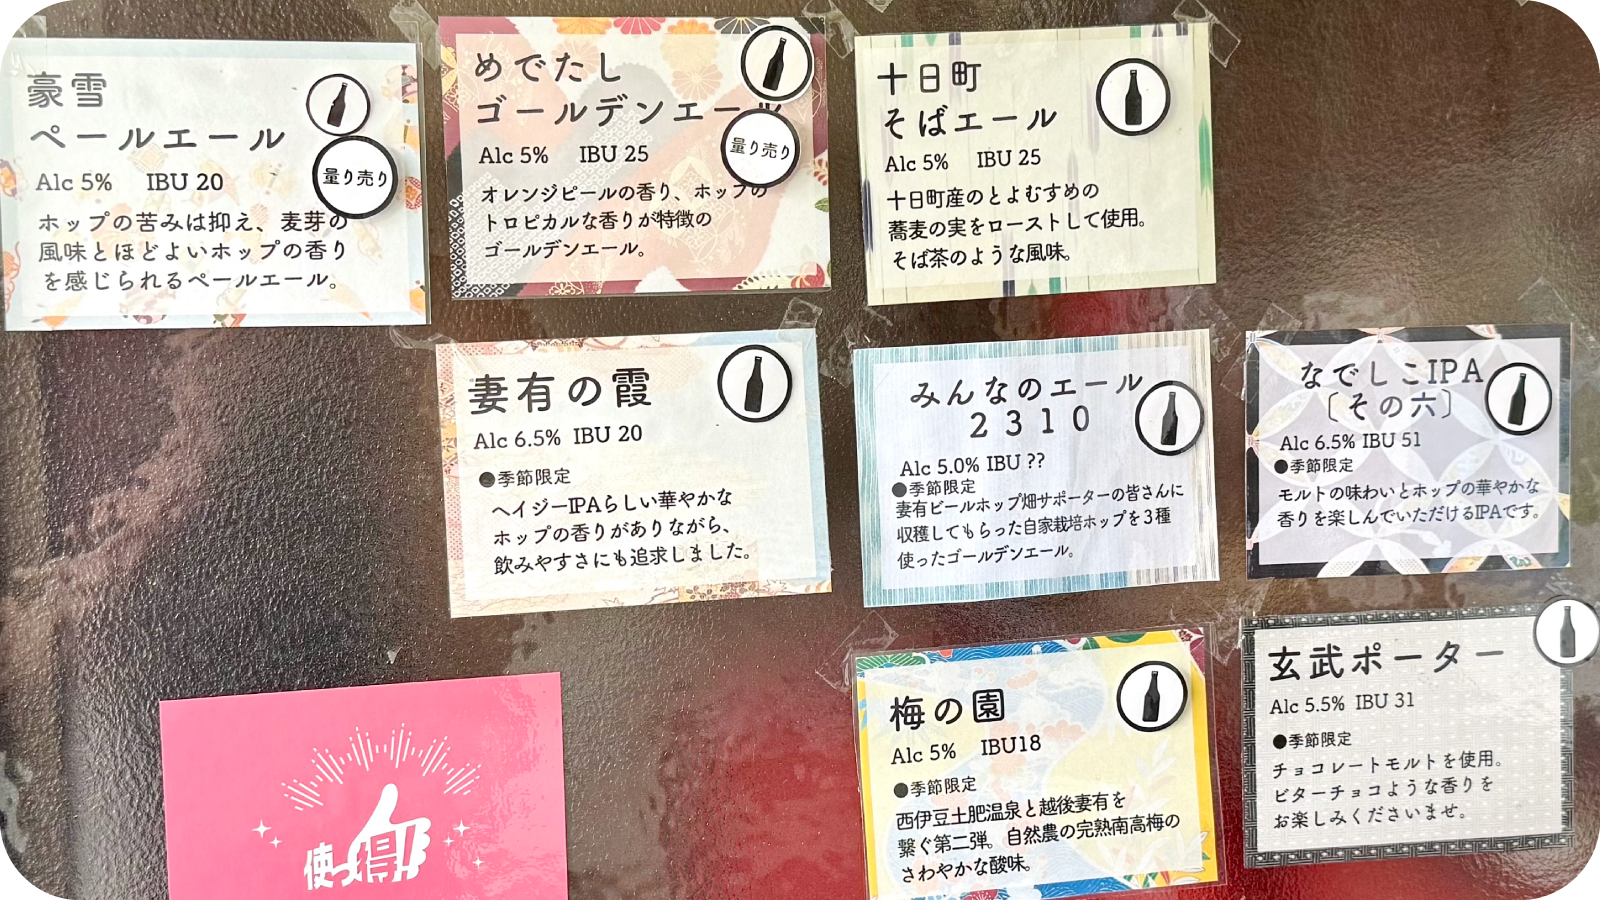 豪雪
ペールエール
量り売り
Alc 5% IBU 20
ホップの苦みは抑え、麦芽の
風味とほどよいホップの香り
を感じられるペールエール。
めでたし
ゴールデンエール
量り売り
Alc 5% IBU 25
オレンジピールの香り、ホップの
トロピカルな香りが特徴の
ゴールデンエール。
十日町
そばエール
Alc 5% IBU 25
十日町産のとよむすめの
蕎麦の実をローストして使用。
そば茶のような風味。
妻有の霞
Alc 6.5% IBU 20
●季節限定
ヘイジーIPAらしい華やかな
ホップの香りがありながら、
飲みやすさにも追求しました。
みんなのエール
2310
Alc 5.0% IBU ??
●季節限定
妻有ビールホップ畑サポーターの皆さんに
収穫してもらった自家栽培ホップを3種
使ったゴールデンエール。
なでしこIPA
〔その六〕
Alc 6.5% IBU 51
●季節限定
モルトの味わいとホップの華やかな
香りを楽しんでいただけるIPAです。
使っ得
梅の園
Alc 5% IBU18
●季節限定
西伊豆土肥温泉と越後妻有を
繋ぐ第二弾。自然農の完熟南高梅の
さわやかな酸味。
玄武ポーター
Alc 5.5% IBU 31
●季節限定
チョコレートモルトを使用。
ビターチョコような香りを
お楽しみくださいませ。